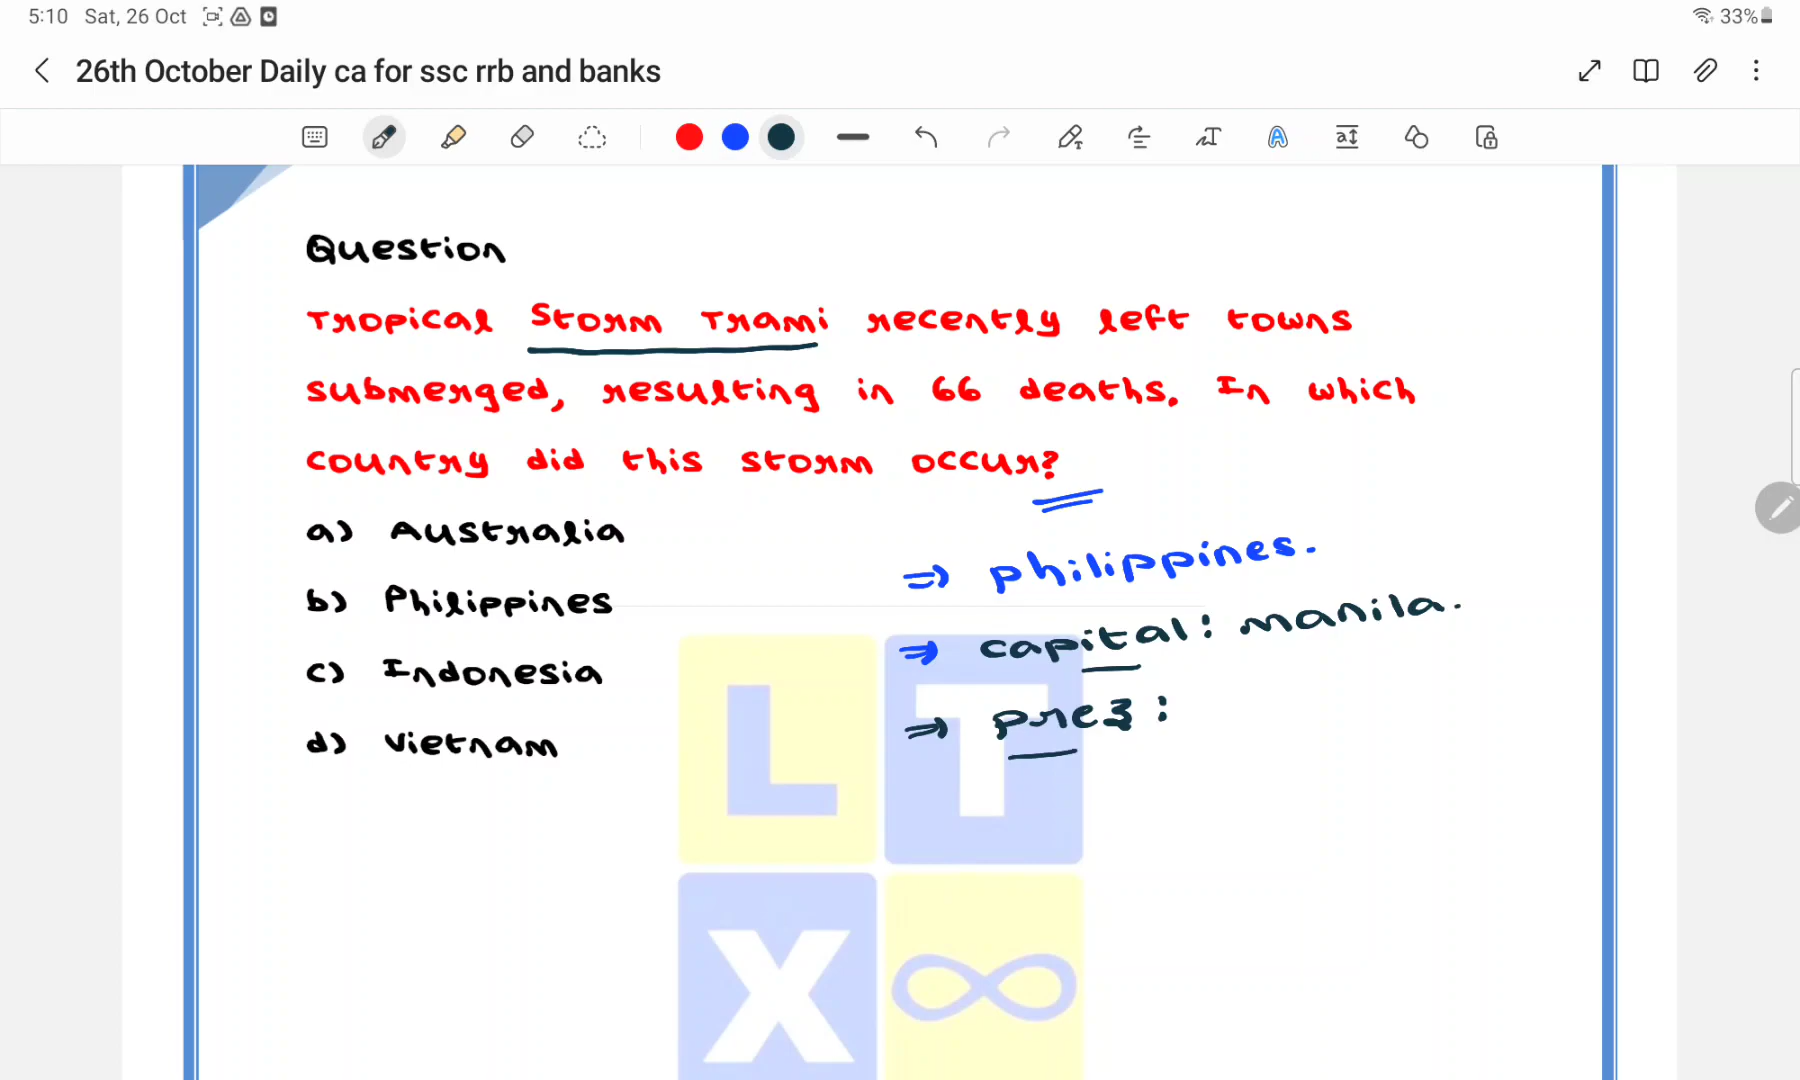 5:10 Sat, 26 Oct 33%
26th October Daily ca for ssc rrb and banks
Question
Tropical Storm Trami recently left towns
submerged, resulting in 66 deaths. In which
country did this storm occur?
a) Australia
b) Philippines
c) Indonesia
d) Vietnam
⇒ philippines.
⇒ capital: manila.
⇒ prez:
L T
X ∞